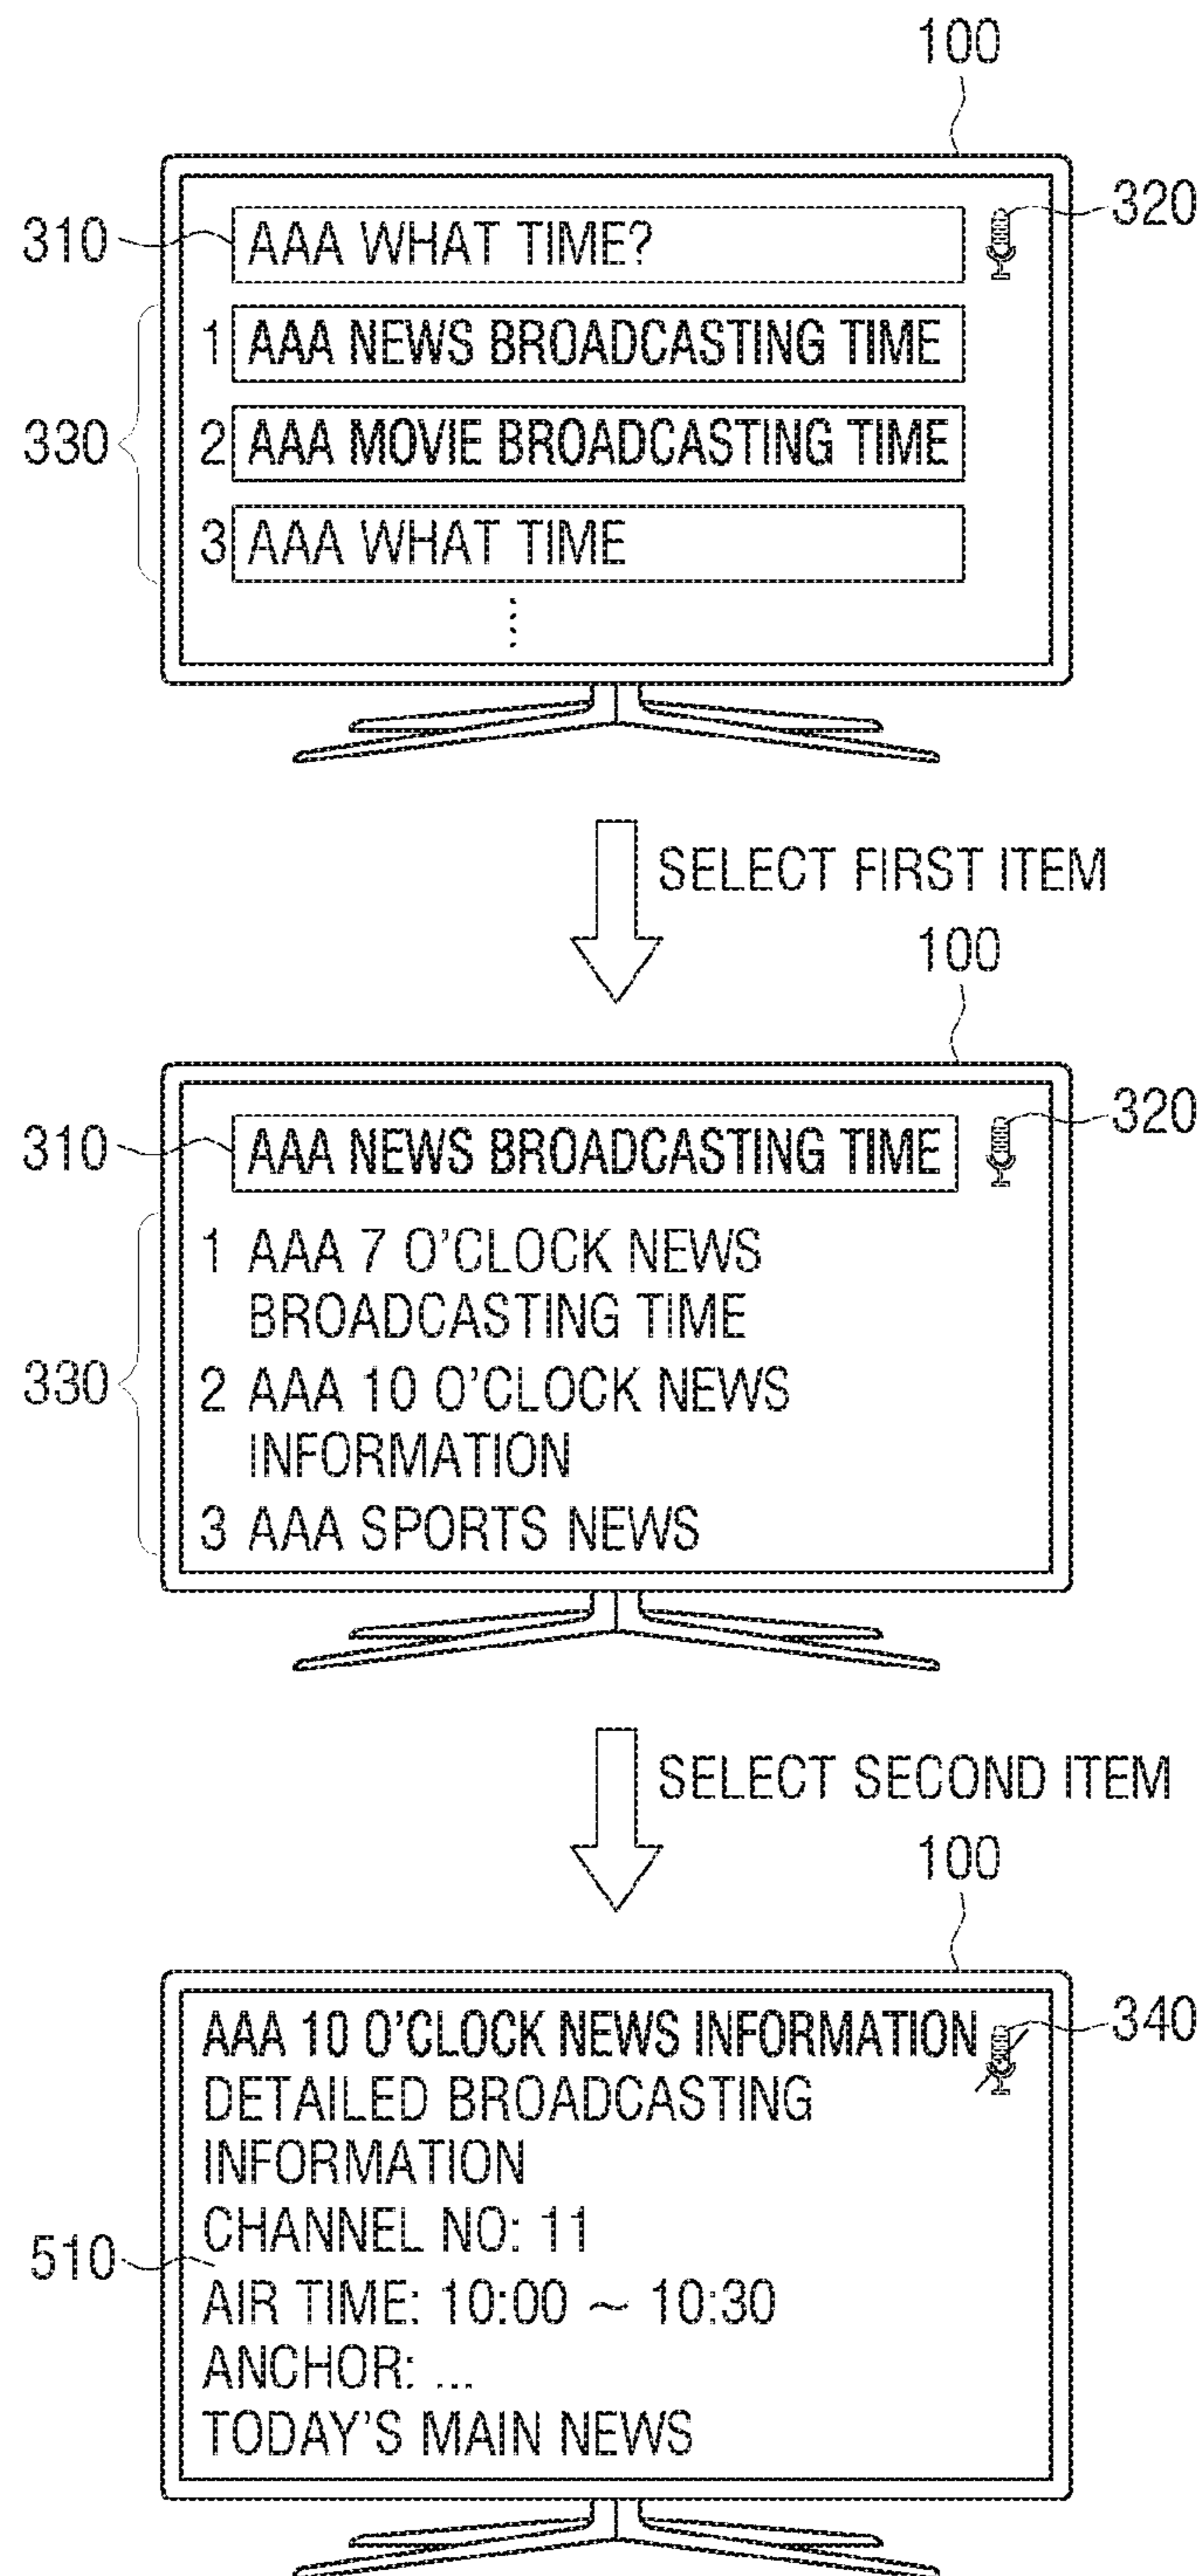 100
310 AAA WHAT TIME? 320
1 AAA NEWS BROADCASTING TIME
330 2 AAA MOVIE BROADCASTING TIME
3 AAA WHAT TIME
SELECT FIRST ITEM
100
310 AAA NEWS BROADCASTING TIME 320
1 AAA 7 O'CLOCK NEWS
BROADCASTING TIME
330 2 AAA 10 O'CLOCK NEWS
INFORMATION
3 AAA SPORTS NEWS
SELECT SECOND ITEM
100
AAA 10 O'CLOCK NEWS INFORMATION 340
DETAILED BROADCASTING
INFORMATION
CHANNEL NO: 11
510
AIR TIME: 10:00 ~ 10:30
ANCHOR: ...
TODAY'S MAIN NEWS